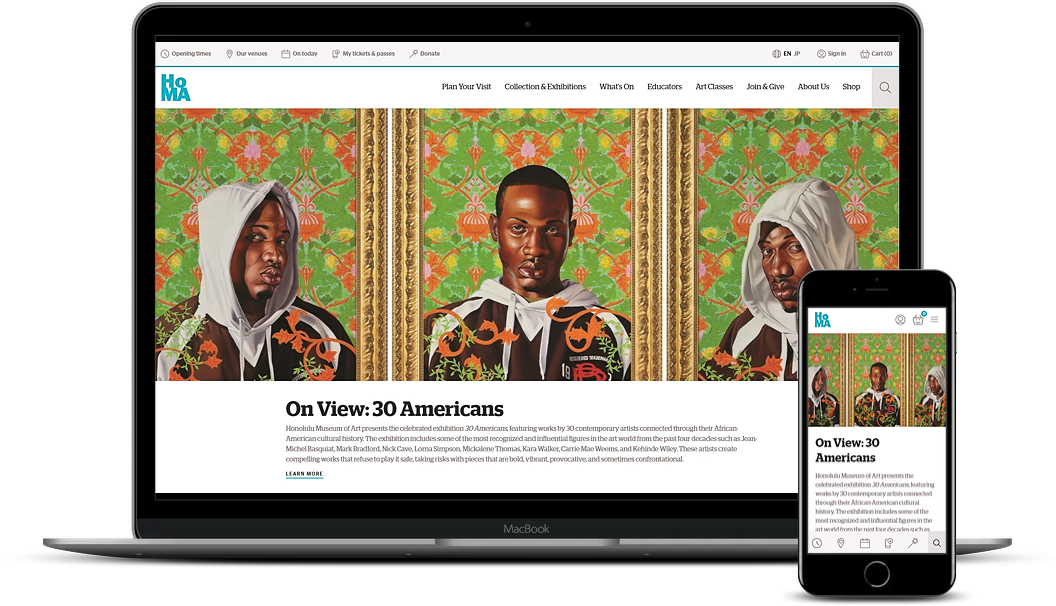 Opening times
Our venues
On today
My tickets & passes
Donate
EN JP
Sign in
Cart (0)
HoMA
Plan Your Visit
Collection & Exhibitions
What's On
Educators
Art Classes
Join & Give
About Us
Shop
19
On View: 30 Americans
Honolulu Museum of Art presents the celebrated exhibition 30 Americans, featuring works by 30 contemporary artists connected through their African-
American cultural history. The exhibition includes some of the most recognized and influential figures in the art world from the past four decades such as Jean-
Michel Basquiat, Mark Bradford, Nick Cave, Lorna Simpson, Mickalene Thomas, Kara Walker, Carrie Mae Weems, and Kehinde Wiley. These artists create
compelling works that refuse to play it safe, taking risks with pieces that are bold, vibrant, provocative, and sometimes confrontational.
LEARN MORE
MacBook
HoMA
On View: 30
Americans
Honolulu Museum of Art presents the
celebrated exhibition 30 Americans, featuring
works by 30 contemporary artists connected
through their African-American cultural
history. The exhibition includes some of the
most recognized and influential figures in the
art world from the past four decades such as